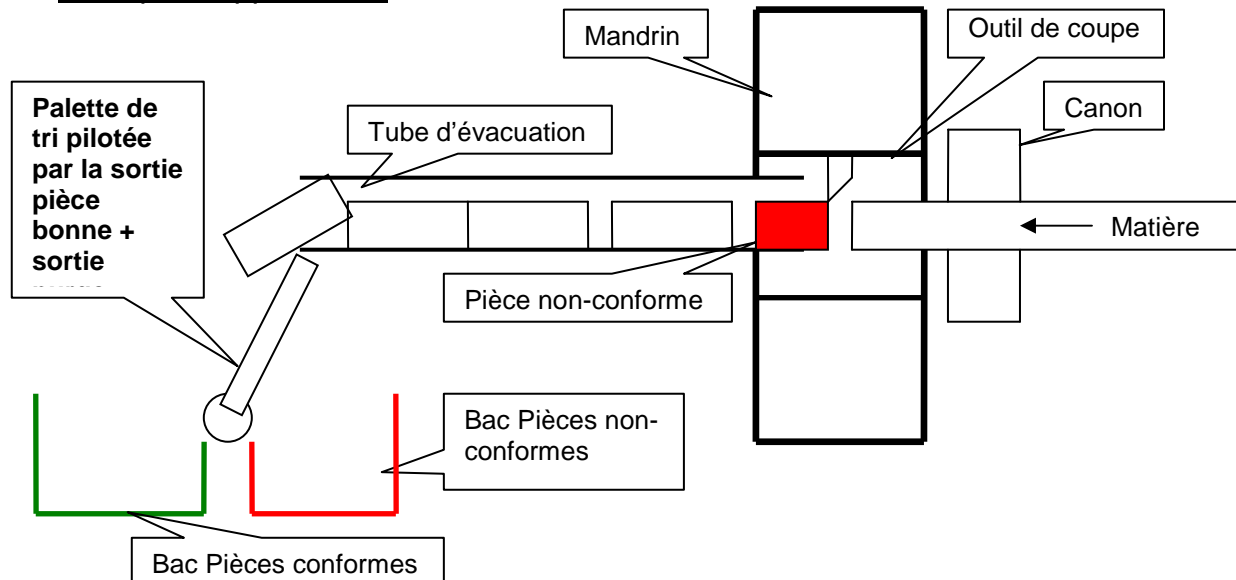 Mandrin
Outil de coupe
Palette de
tri pilotée
par la sortie
pièce
bonne +
sortie
Tube d'évacuation
Canon
Matière
Pièce non-conforme
Bac Pièces non-
conformes
Bac Pièces conformes